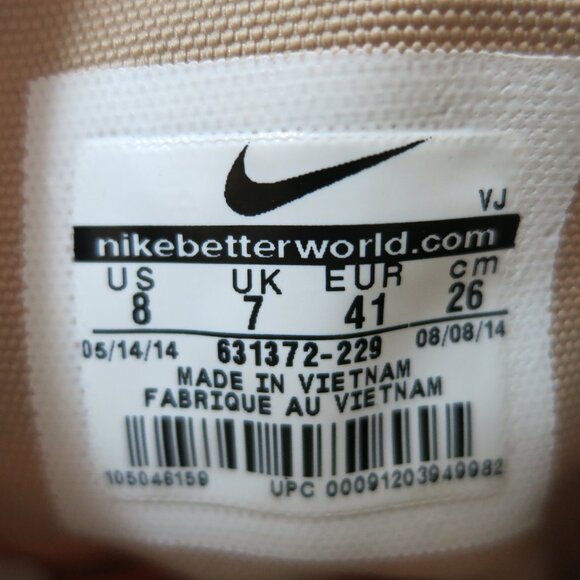 VJ
nikebetterworld.com
US UK EUR cm
8 7 41 26
05/14/14 631372-229 08/08/14
MADE IN VIETNAM
FABRIQUE AU VIETNAM
105046159 UPC 00091203949982